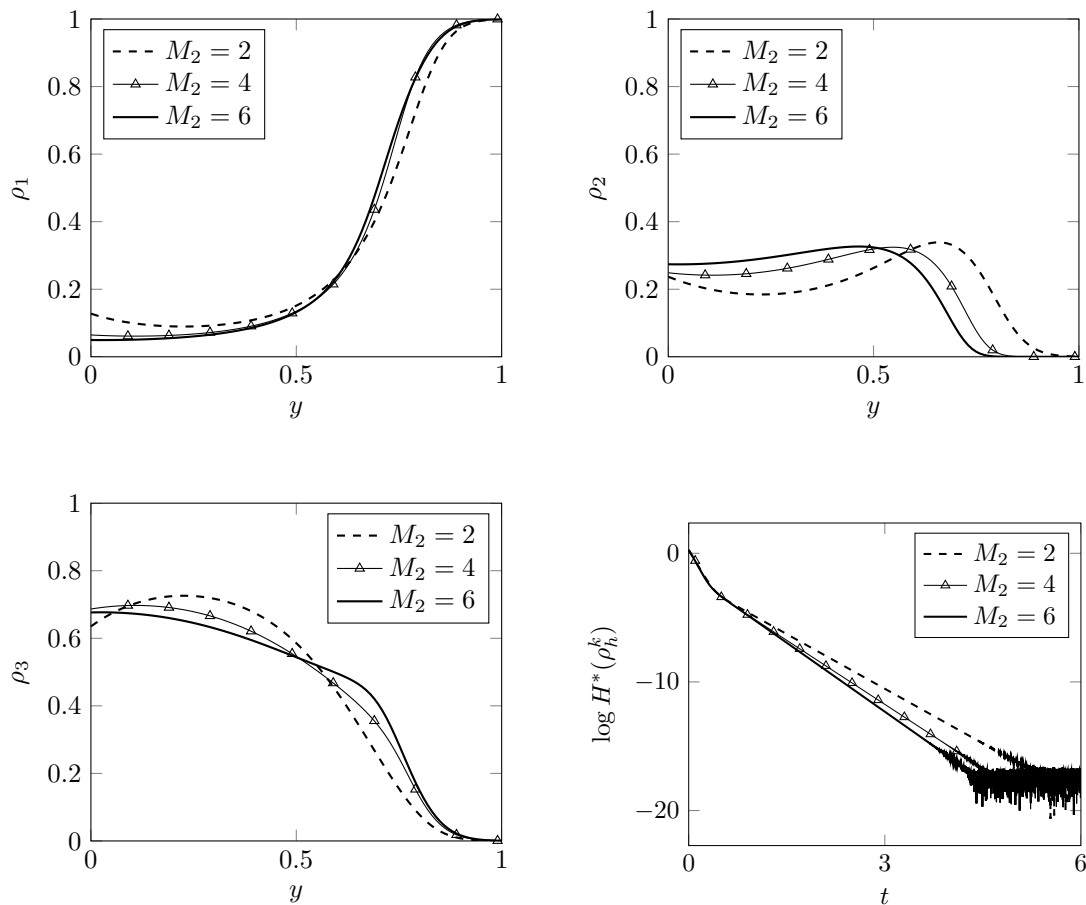 1
0.8
0.6
0.4
0.2
0
0
0.5
1
y
ρ1
M2 = 2
M2 = 4
M2 = 6
1
0.8
0.6
0.4
0.2
0
0
0.5
1
y
ρ2
M2 = 2
M2 = 4
M2 = 6
1
0.8
0.6
0.4
0.2
0
0
0.5
1
y
ρ3
M2 = 2
M2 = 4
M2 = 6
0
−10
−20
0
3
6
t
log H*(ρ_h^k)
M2 = 2
M2 = 4
M2 = 6